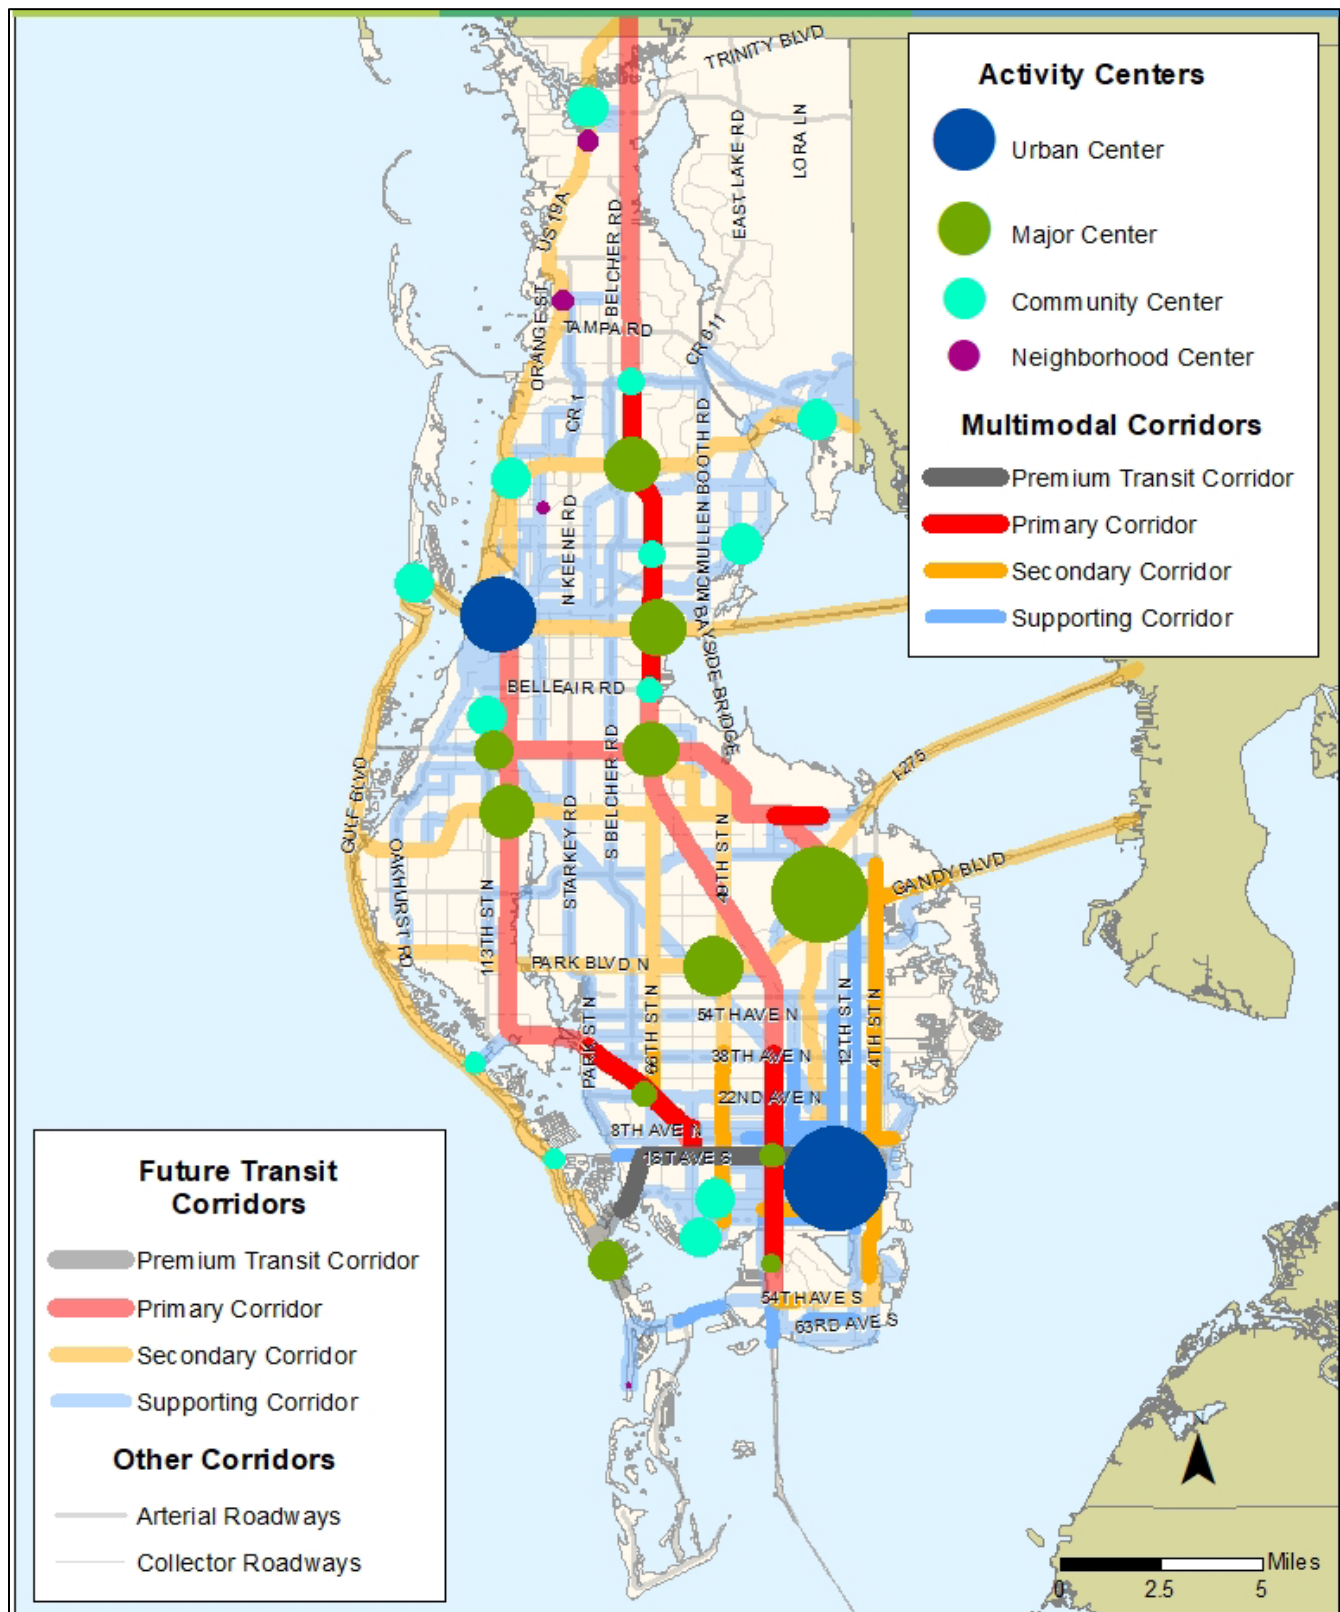 TRINITY BLVD
EAST LAKE RD
LORA LN
US 19A
BELCHER RD
ORANGE ST
TAMPA RD
CR 611
CR 1
N KEENE RD
MCMULLEN BOOTH RD
BAYSIDE BRIDGE
BELLEAIR RD
S BELCHER RD
STARKEY RD
GULF BLVD
OAKHURST RD
113TH ST N
49TH ST N
I-275
GANDY BLVD
PARK BLVD N
PARK ST N
66TH ST N
54TH AVE N
12TH ST N
4TH ST N
38TH AVE N
22ND AVE N
8TH AVE N
1ST AVE S
54TH AVE S
63RD AVE S
Activity Centers
Urban Center
Major Center
Community Center
Neighborhood Center
Multimodal Corridors
Premium Transit Corridor
Primary Corridor
Secondary Corridor
Supporting Corridor
Future Transit
Corridors
Premium Transit Corridor
Primary Corridor
Secondary Corridor
Supporting Corridor
Other Corridors
Arterial Roadways
Collector Roadways
N
Miles
0 2.5 5